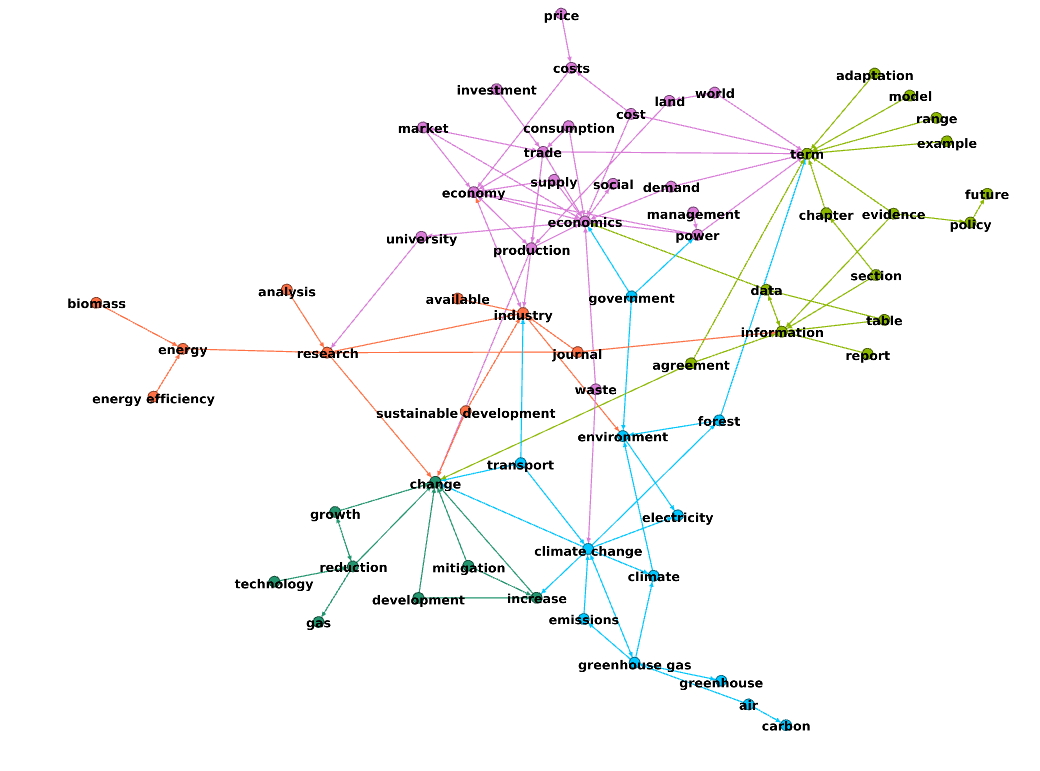 price
costs
adaptation
investment
land
world
model
cost
range
market
consumption
example
trade
term
supply
social
demand
economy
future
management
chapter
evidence
economics
policy
university
power
production
section
analysis
data
biomass
available
government
industry
table
information
energy
research
journal
report
agreement
waste
energy efficiency
sustainable development
forest
environment
transport
change
growth
electricity
climate change
reduction
mitigation
climate
technology
development
increase
gas
emissions
greenhouse gas
greenhouse
air
carbon